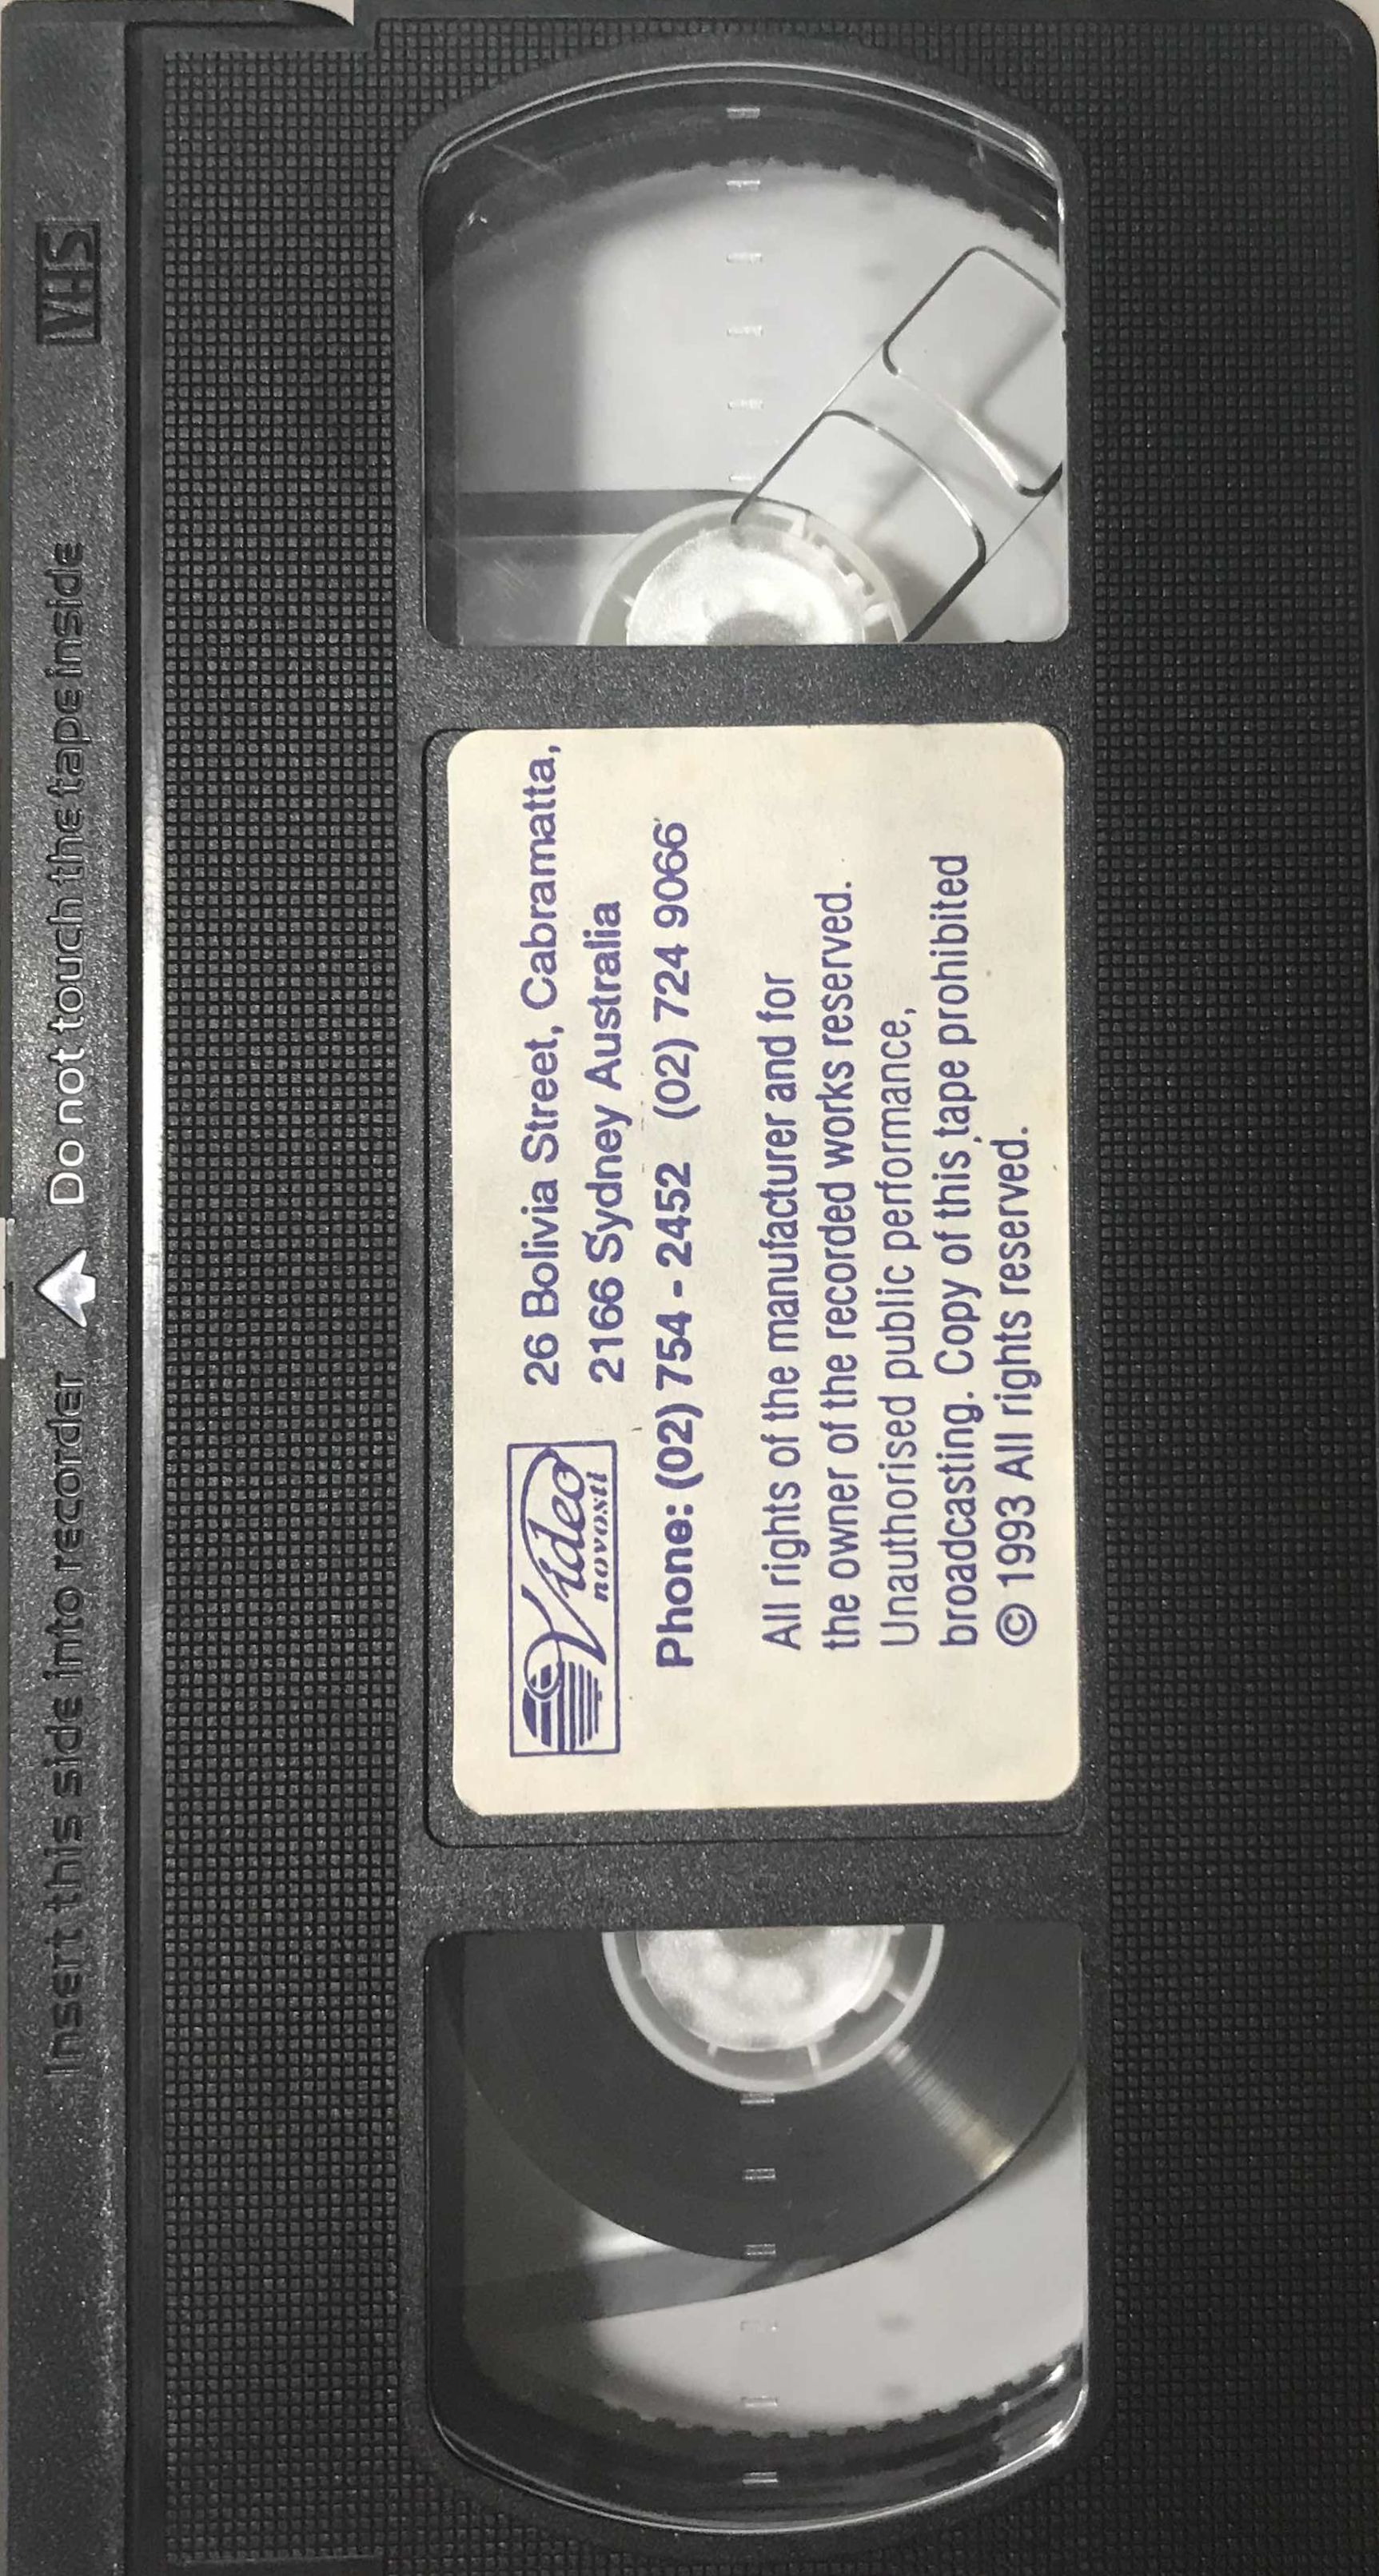 Insert this side into recorder ▲ Do not touch the tape inside
VHS
Video
novosti
26 Bolivia Street, Cabramatta,
2166 Sydney Australia
Phone: (02) 754 - 2452 (02) 724 9066
All rights of the manufacturer and for
the owner of the recorded works reserved.
Unauthorised public performance,
broadcasting. Copy of this tape prohibited
© 1993 All rights reserved.